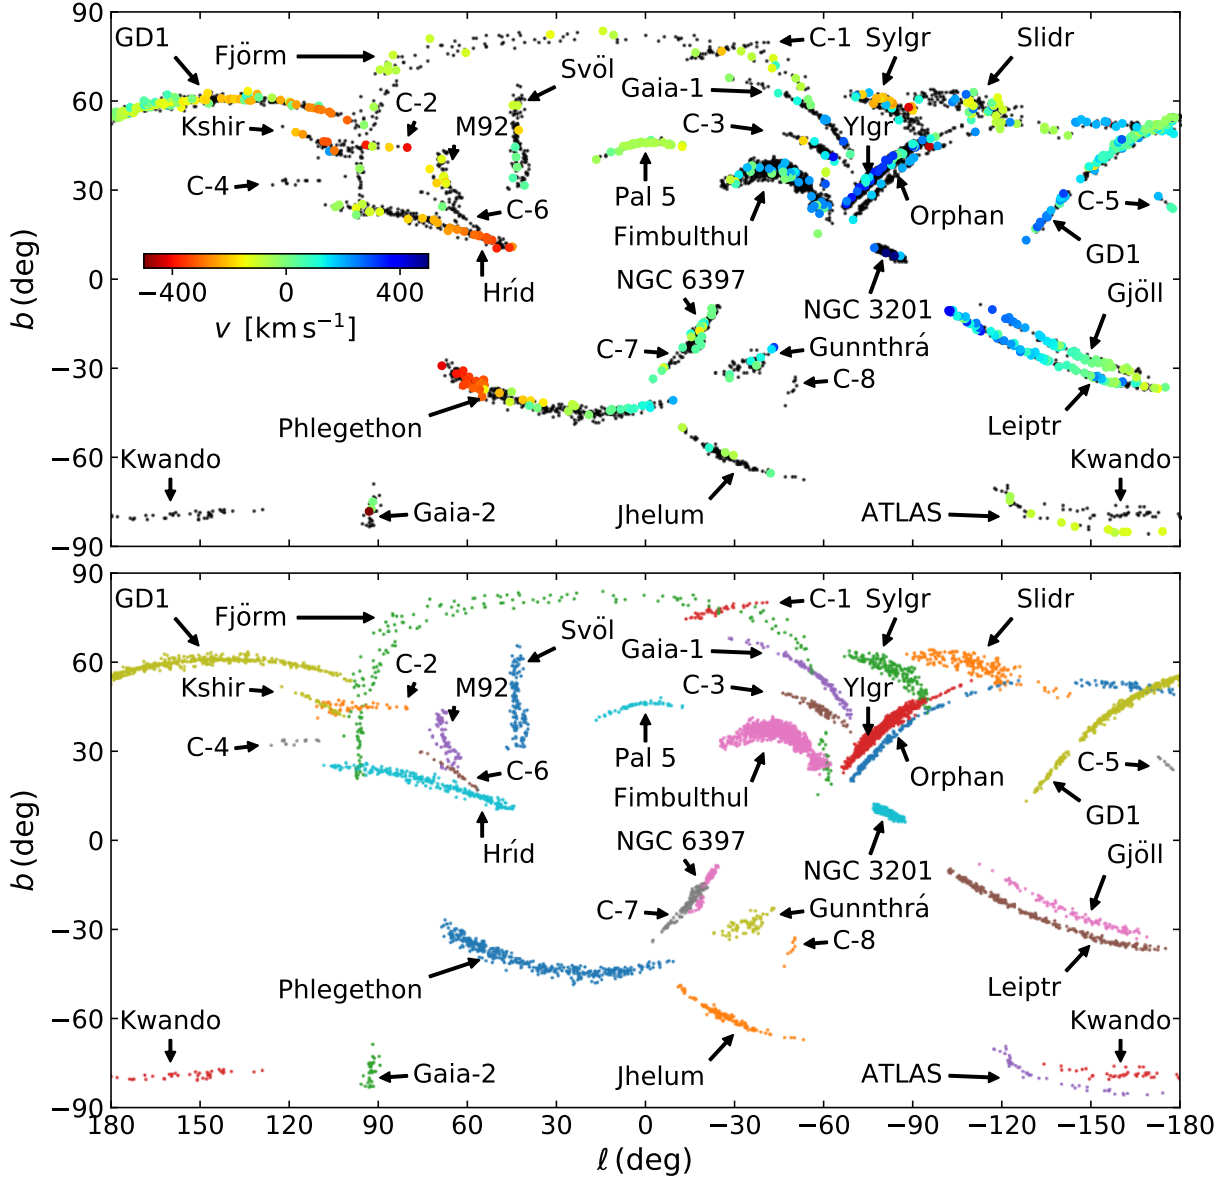 90
GD1
Fjörm
C-1 Sylgr
Slidr
Svöl
60
Gaia-1
Kshir
C-2
M92
C-3
Ylgr
30
C-4
C-6
Pal 5
Fimbulthul
Orphan
C-5
GD1
0
−400 0 400
v [km s−1]
Hríd
NGC 6397
NGC 3201
Gjöll
−30
C-7
Gunnthrá
C-8
Phlegethon
Leiptr
−60
Kwando
Kwando
Gaia-2
Jhelum
ATLAS
−90
b (deg)
90
GD1
Fjörm
C-1 Sylgr
Slidr
Svöl
60
Gaia-1
Kshir
C-2
M92
C-3
Ylgr
30
C-4
C-6
Pal 5
Fimbulthul
Orphan
C-5
GD1
0
Hríd
NGC 6397
NGC 3201
Gjöll
−30
C-7
Gunnthrá
C-8
Phlegethon
Leiptr
−60
Kwando
Kwando
Gaia-2
Jhelum
ATLAS
−90
b (deg)
180 150 120 90 60 30 0 −30 −60 −90 −120 −150 −180
ℓ (deg)